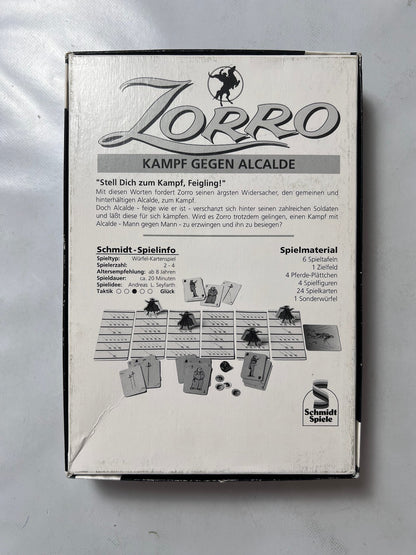 ZORRO
KAMPF GEGEN ALCALDE
"Stell Dich zum Kampf, Feigling!"
Mit diesen Worten fordert Zorro seinen ärgsten Widersacher, den gemeinen und
hinterhältigen Alcalde, zum Kampf.
Doch Alcalde - feige wie er ist - verschanzt sich hinter seinen zahlreichen Soldaten
und läßt diese für sich kämpfen. Wird es Zorro trotzdem gelingen, einen Kampf mit
Alcalde - Mann gegen Mann - zu erzwingen und ihn zu besiegen?
Schmidt-Spielinfo
Spieltyp: Würfel-Kartenspiel
Spielerzahl: 2 - 4
Altersempfehlung: ab 8 Jahren
Spieldauer: ca. 20 Minuten
Spielidee: Andreas L. Seyfarth
Taktik Glück
Spielmaterial
6 Spieltafeln
1 Zielfeld
4 Pferde-Plättchen
4 Spielfiguren
24 Spielkarten
1 Sonderwürfel
S
Schmidt
Spiele